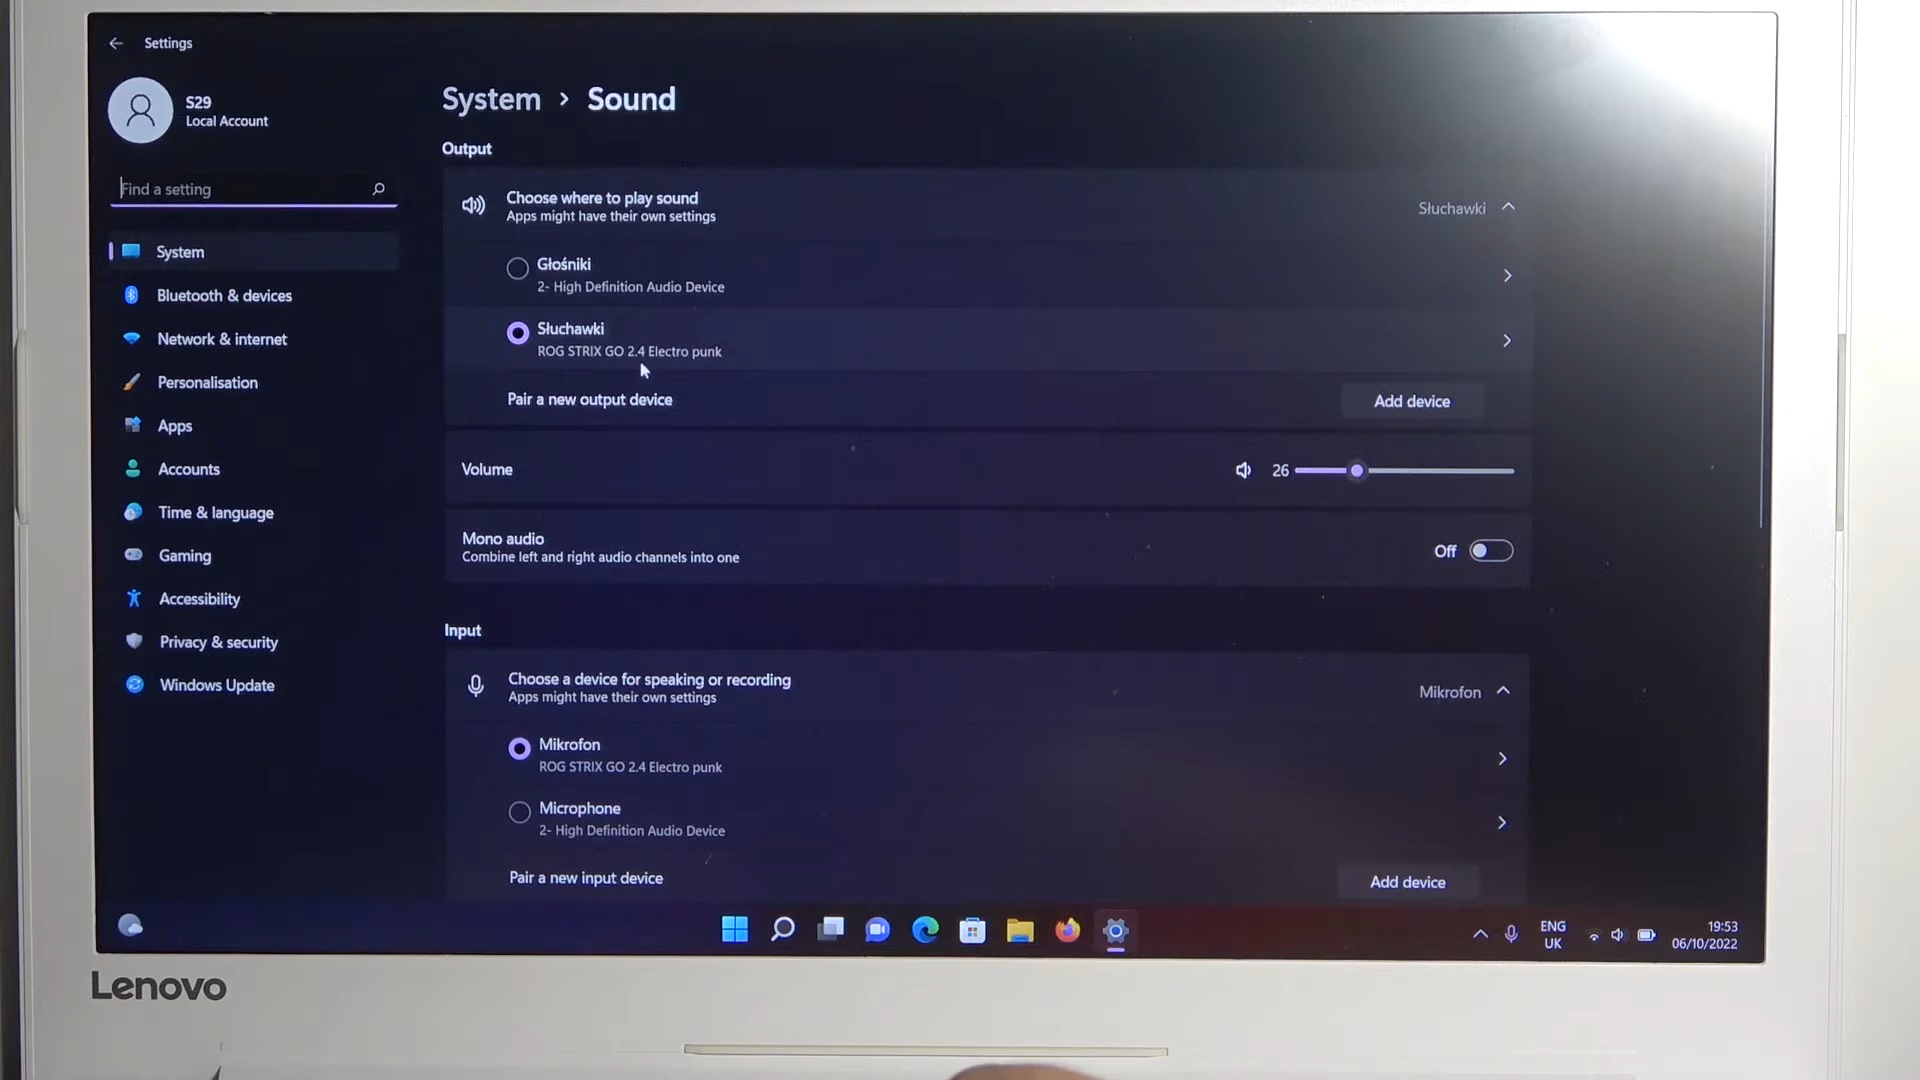 Settings
S29
Local Account
Find a setting
System
Bluetooth & devices
Network & internet
Personalisation
Apps
Accounts
Time & language
Gaming
Accessibility
Privacy & security
Windows Update
System > Sound
Output
Choose where to play sound
Apps might have their own settings
Słuchawki
Głośniki
2- High Definition Audio Device
Słuchawki
ROG STRIX GO 2.4 Electro punk
Pair a new output device
Add device
Volume
26
Mono audio
Combine left and right audio channels into one
Off
Input
Choose a device for speaking or recording
Apps might have their own settings
Mikrofon
Mikrofon
ROG STRIX GO 2.4 Electro punk
Microphone
2- High Definition Audio Device
Pair a new input device
Add device
ENG
UK
19:53
06/10/2022
Lenovo